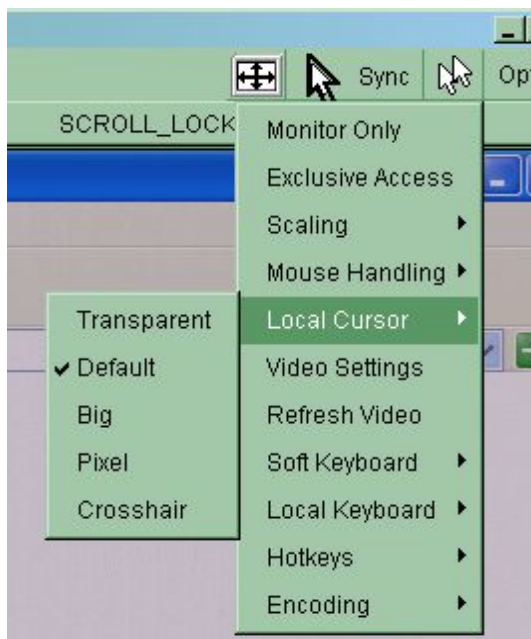 Sync
SCROLL_LOCK
Monitor Only
Exclusive Access
Scaling
Mouse Handling
Local Cursor
Video Settings
Refresh Video
Soft Keyboard
Local Keyboard
Hotkeys
Encoding
Transparent
Default
Big
Pixel
Crosshair